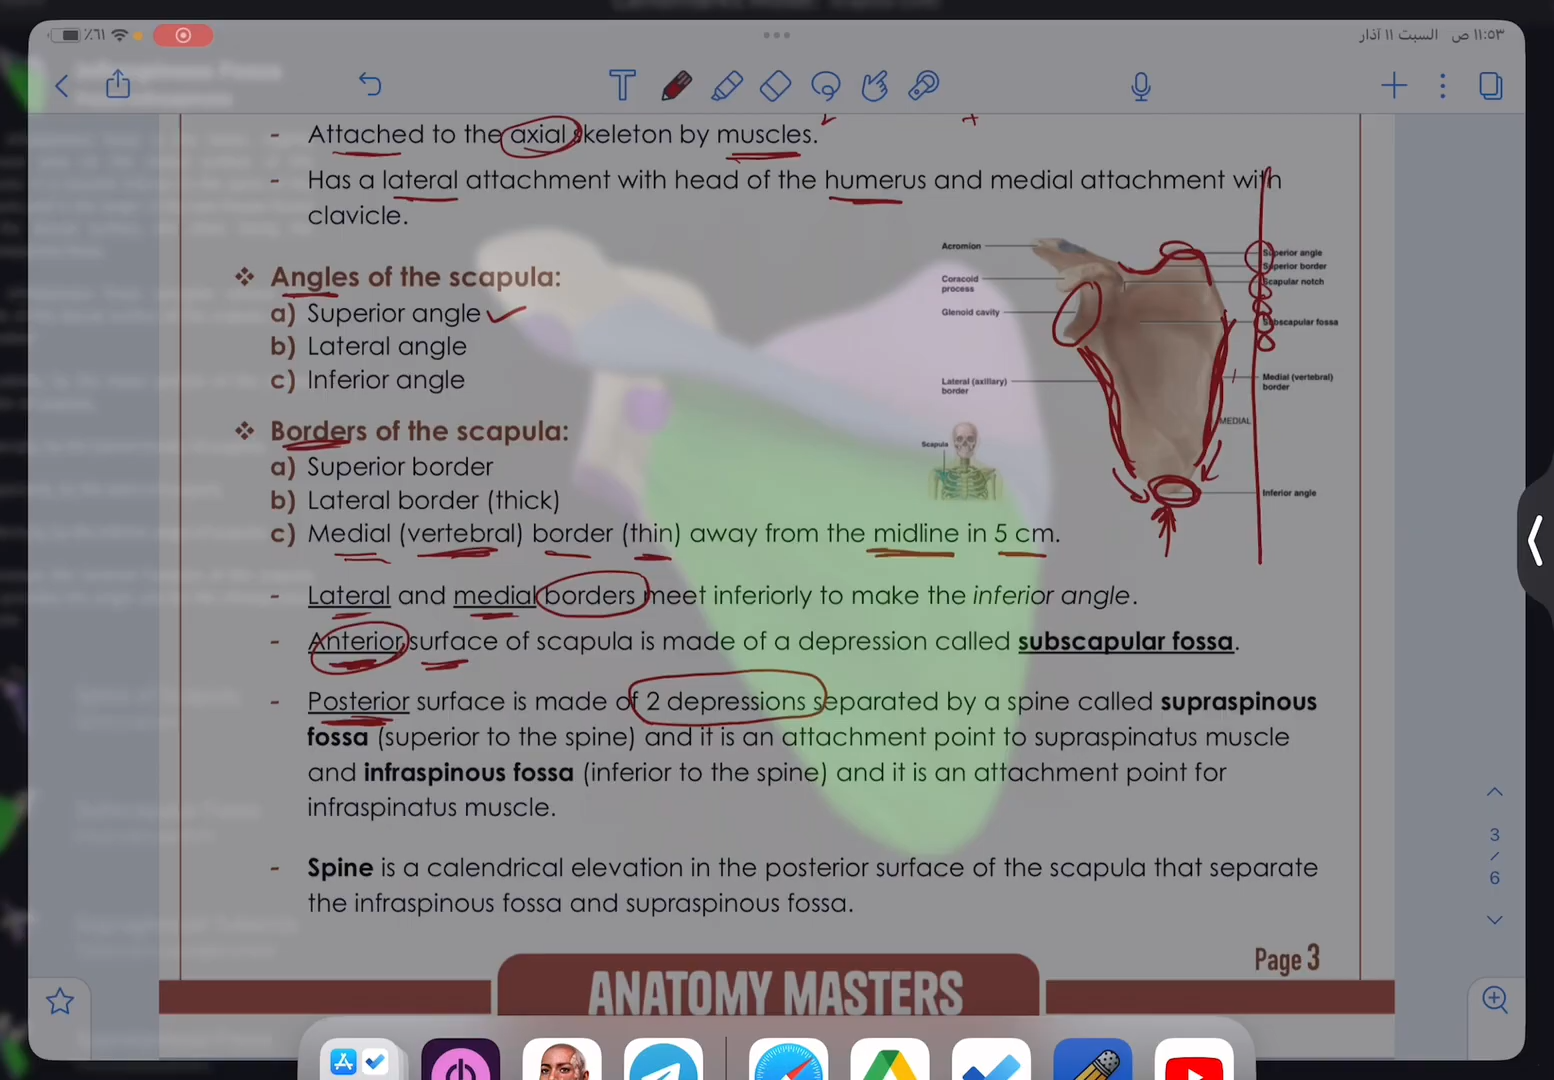 ٪٦١
السبت ١١ آذار ١١:٥٣ ص
- Attached to the axial skeleton by muscles.
- Has a lateral attachment with head of the humerus and medial attachment with
clavicle.
❖ Angles of the scapula:
a) Superior angle
b) Lateral angle
c) Inferior angle
❖ Borders of the scapula:
a) Superior border
b) Lateral border (thick)
c) Medial (vertebral) border (thin) away from the midline in 5 cm.
Acromion
Coracoid
process
Glenoid cavity
Lateral (axillary)
border
Scapula
Superior angle
Superior border
Scapular notch
Subscapular fossa
Medial (vertebral)
border
MEDIAL
Inferior angle
- Lateral and medial borders meet inferiorly to make the inferior angle.
- Anterior surface of scapula is made of a depression called subscapular fossa.
- Posterior surface is made of 2 depressions separated by a spine called supraspinous
fossa (superior to the spine) and it is an attachment point to supraspinatus muscle
and infraspinous fossa (inferior to the spine) and it is an attachment point for
infraspinatus muscle.
- Spine is a calendrical elevation in the posterior surface of the scapula that separate
the infraspinous fossa and supraspinous fossa.
Page 3
ANATOMY MASTERS
3
/
6